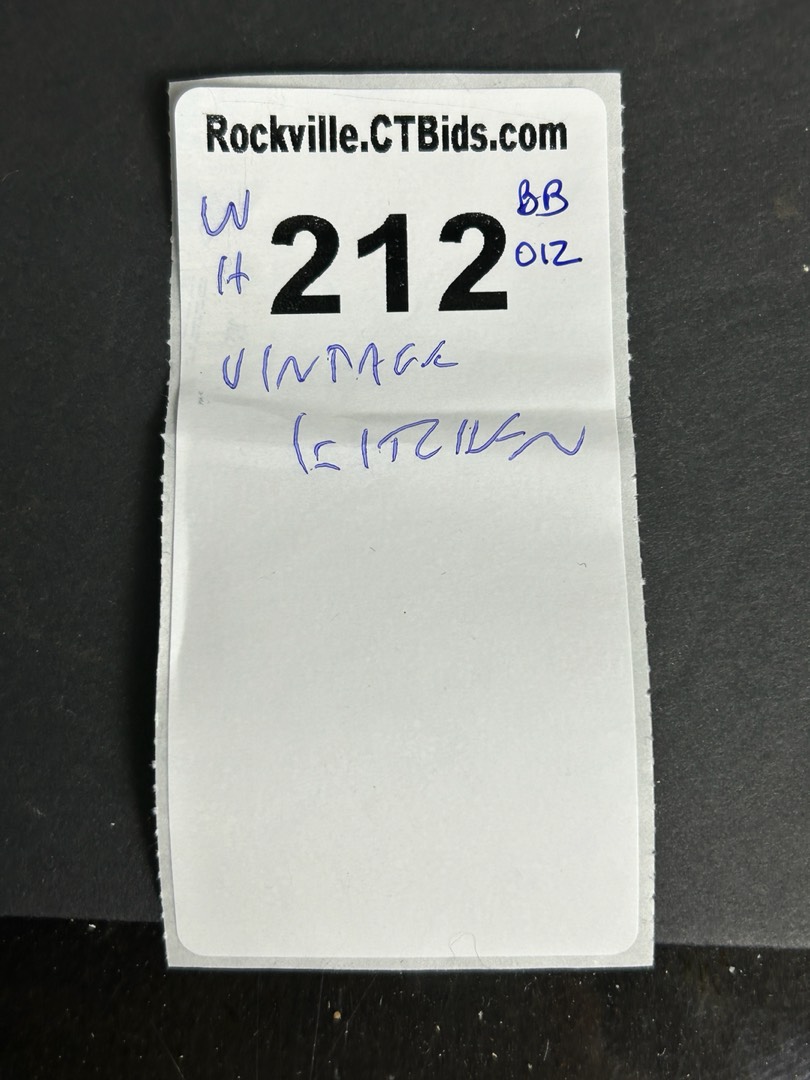 Rockville.CTBids.com
W BB
H 212 012
VINTAGE
KITCHEN